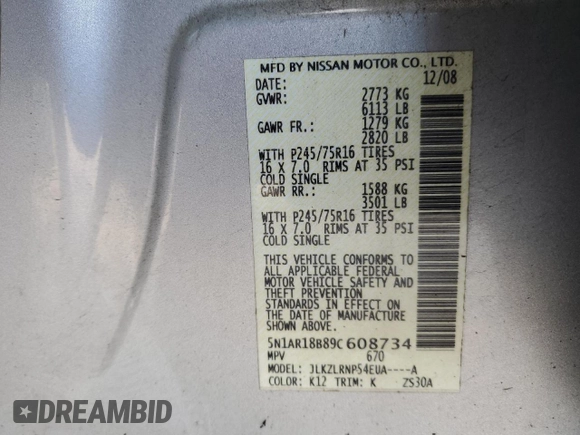 MFD BY NISSAN MOTOR CO., LTD.
DATE: 12/08
GVWR: 2773 KG
6113 LB
GAWR FR.: 1279 KG
2820 LB
WITH P245/75R16 TIRES
16 X 7.0 RIMS AT 35 PSI
COLD SINGLE
GAWR RR.: 1588 KG
3501 LB
WITH P245/75R16 TIRES
16 X 7.0 RIMS AT 35 PSI
COLD SINGLE
THIS VEHICLE CONFORMS TO
ALL APPLICABLE FEDERAL
MOTOR VEHICLE SAFETY AND
THEFT PREVENTION
STANDARDS IN EFFECT ON
THE DATE OF MANUFACTURE
SHOWN ABOVE.
5N1AR18B89C608734
MPV 670
MODEL: JLKZLRNP54EUA----A
COLOR: K12 TRIM: K ZS30A
DREAMBID